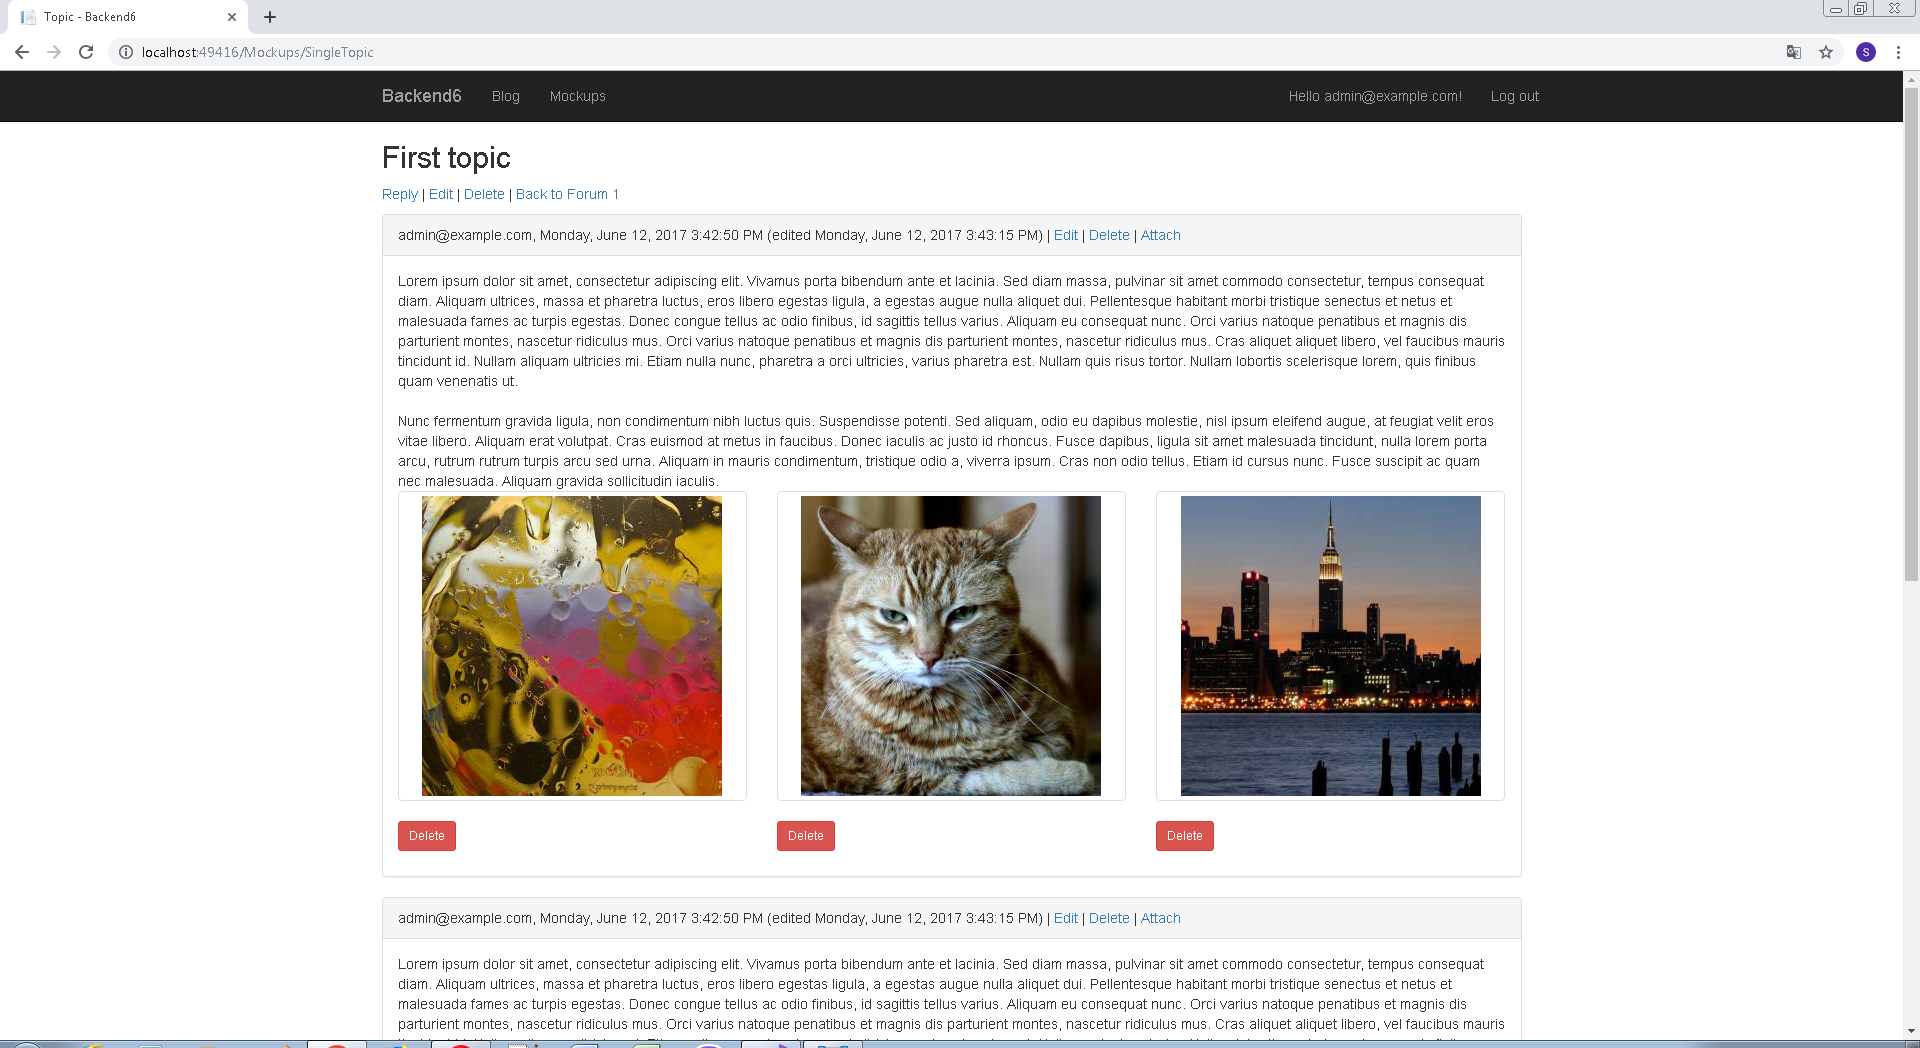 Topic - Backend6
S
localhost:49416/Mockups/SingleTopic
Backend6 Blog Mockups Hello admin@example.com! Log out
First topic
Reply | Edit | Delete | Back to Forum 1
admin@example.com, Monday, June 12, 2017 3:42:50 PM (edited Monday, June 12, 2017 3:43:15 PM) | Edit | Delete | Attach
Lorem ipsum dolor sit amet, consectetur adipiscing elit. Vivamus porta bibendum ante et lacinia. Sed diam massa, pulvinar sit amet commodo consectetur, tempus consequat
diam. Aliquam ultrices, massa et pharetra luctus, eros libero egestas ligula, a egestas augue nulla aliquet dui. Pellentesque habitant morbi tristique senectus et netus et
malesuada fames ac turpis egestas. Donec congue tellus ac odio finibus, id sagittis tellus varius. Aliquam eu consequat nunc. Orci varius natoque penatibus et magnis dis
parturient montes, nascetur ridiculus mus. Orci varius natoque penatibus et magnis dis parturient montes, nascetur ridiculus mus. Cras aliquet aliquet libero, vel faucibus mauris
tincidunt id. Nullam aliquam ultricies mi. Etiam nulla nunc, pharetra a orci ultricies, varius pharetra est. Nullam quis risus tortor. Nullam lobortis scelerisque lorem, quis finibus
quam venenatis ut.
Nunc fermentum gravida ligula, non condimentum nibh luctus quis. Suspendisse potenti. Sed aliquam, odio eu dapibus molestie, nisl ipsum eleifend augue, at feugiat velit eros
vitae libero. Aliquam erat volutpat. Cras euismod at metus in faucibus. Donec iaculis ac justo id rhoncus. Fusce dapibus, ligula sit amet malesuada tincidunt, nulla lorem porta
arcu, rutrum rutrum turpis arcu sed urna. Aliquam in mauris condimentum, tristique odio a, viverra ipsum. Cras non odio tellus. Etiam id cursus nunc. Fusce suscipit ac quam
nec malesuada. Aliquam gravida sollicitudin iaculis.
Delete Delete Delete
admin@example.com, Monday, June 12, 2017 3:42:50 PM (edited Monday, June 12, 2017 3:43:15 PM) | Edit | Delete | Attach
Lorem ipsum dolor sit amet, consectetur adipiscing elit. Vivamus porta bibendum ante et lacinia. Sed diam massa, pulvinar sit amet commodo consectetur, tempus consequat
diam. Aliquam ultrices, massa et pharetra luctus, eros libero egestas ligula, a egestas augue nulla aliquet dui. Pellentesque habitant morbi tristique senectus et netus et
malesuada fames ac turpis egestas. Donec congue tellus ac odio finibus, id sagittis tellus varius. Aliquam eu consequat nunc. Orci varius natoque penatibus et magnis dis
parturient montes, nascetur ridiculus mus. Orci varius natoque penatibus et magnis dis parturient montes, nascetur ridiculus mus. Cras aliquet aliquet libero, vel faucibus mauris